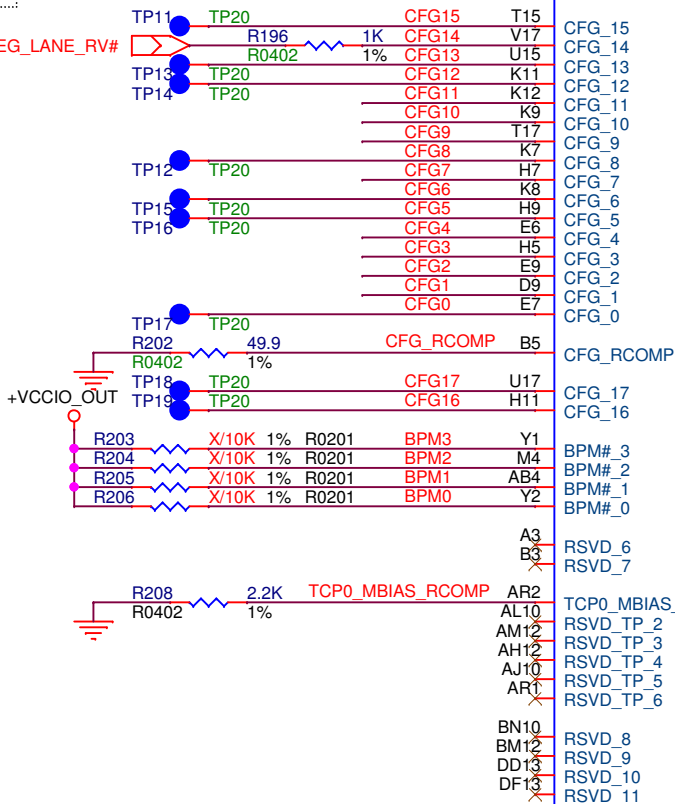 TP11 TP20 CFG15 T15 CFG_15
EG_LANE_RV# R196 1K CFG14 V17 CFG_14
R0402 1% CFG13 U15 CFG_13
TP13 TP20 CFG12 K11 CFG_12
TP14 TP20 CFG11 K12 CFG_11
CFG10 K9 CFG_10
CFG9 T17 CFG_9
CFG8 K7 CFG_8
TP12 TP20 CFG7 H7 CFG_7
CFG6 K8 CFG_6
TP15 TP20 CFG5 H9 CFG_5
TP16 TP20 CFG4 E6 CFG_4
CFG3 H5 CFG_3
CFG2 E9 CFG_2
CFG1 D9 CFG_1
CFG0 E7 CFG_0
TP17 TP20
R202 49.9 CFG_RCOMP B5 CFG_RCOMP
R0402 1%
TP18 TP20 CFG17 U17 CFG_17
+VCCIO_OUT TP19 TP20 CFG16 H11 CFG_16
R203 X/10K 1% R0201 BPM3 Y1 BPM#_3
R204 X/10K 1% R0201 BPM2 M4 BPM#_2
R205 X/10K 1% R0201 BPM1 AB4 BPM#_1
R206 X/10K 1% R0201 BPM0 Y2 BPM#_0
A3 RSVD_6
B3 RSVD_7
R208 2.2K TCP0_MBIAS_RCOMP AR2 TCP0_MBIAS_
R0402 1% AL10 RSVD_TP_2
AM12 RSVD_TP_3
AH12 RSVD_TP_4
AJ10 RSVD_TP_5
AR1 RSVD_TP_6
BN10 RSVD_8
BM12 RSVD_9
DD13 RSVD_10
DF13 RSVD_11